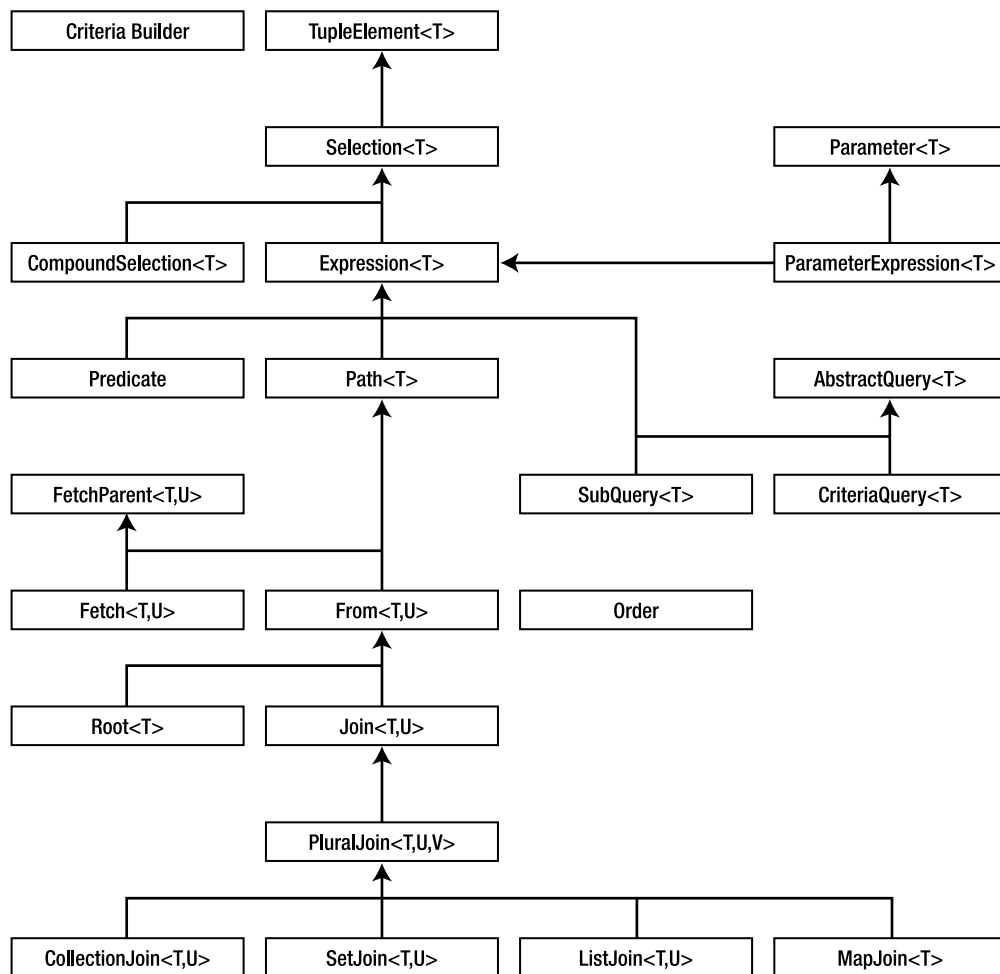 Criteria Builder
TupleElement<T>
Selection<T>
Parameter<T>
CompoundSelection<T>
Expression<T>
ParameterExpression<T>
Predicate
Path<T>
AbstractQuery<T>
FetchParent<T,U>
SubQuery<T>
CriteriaQuery<T>
Fetch<T,U>
From<T,U>
Order
Root<T>
Join<T,U>
PluralJoin<T,U,V>
CollectionJoin<T,U>
SetJoin<T,U>
ListJoin<T,U>
MapJoin<T>